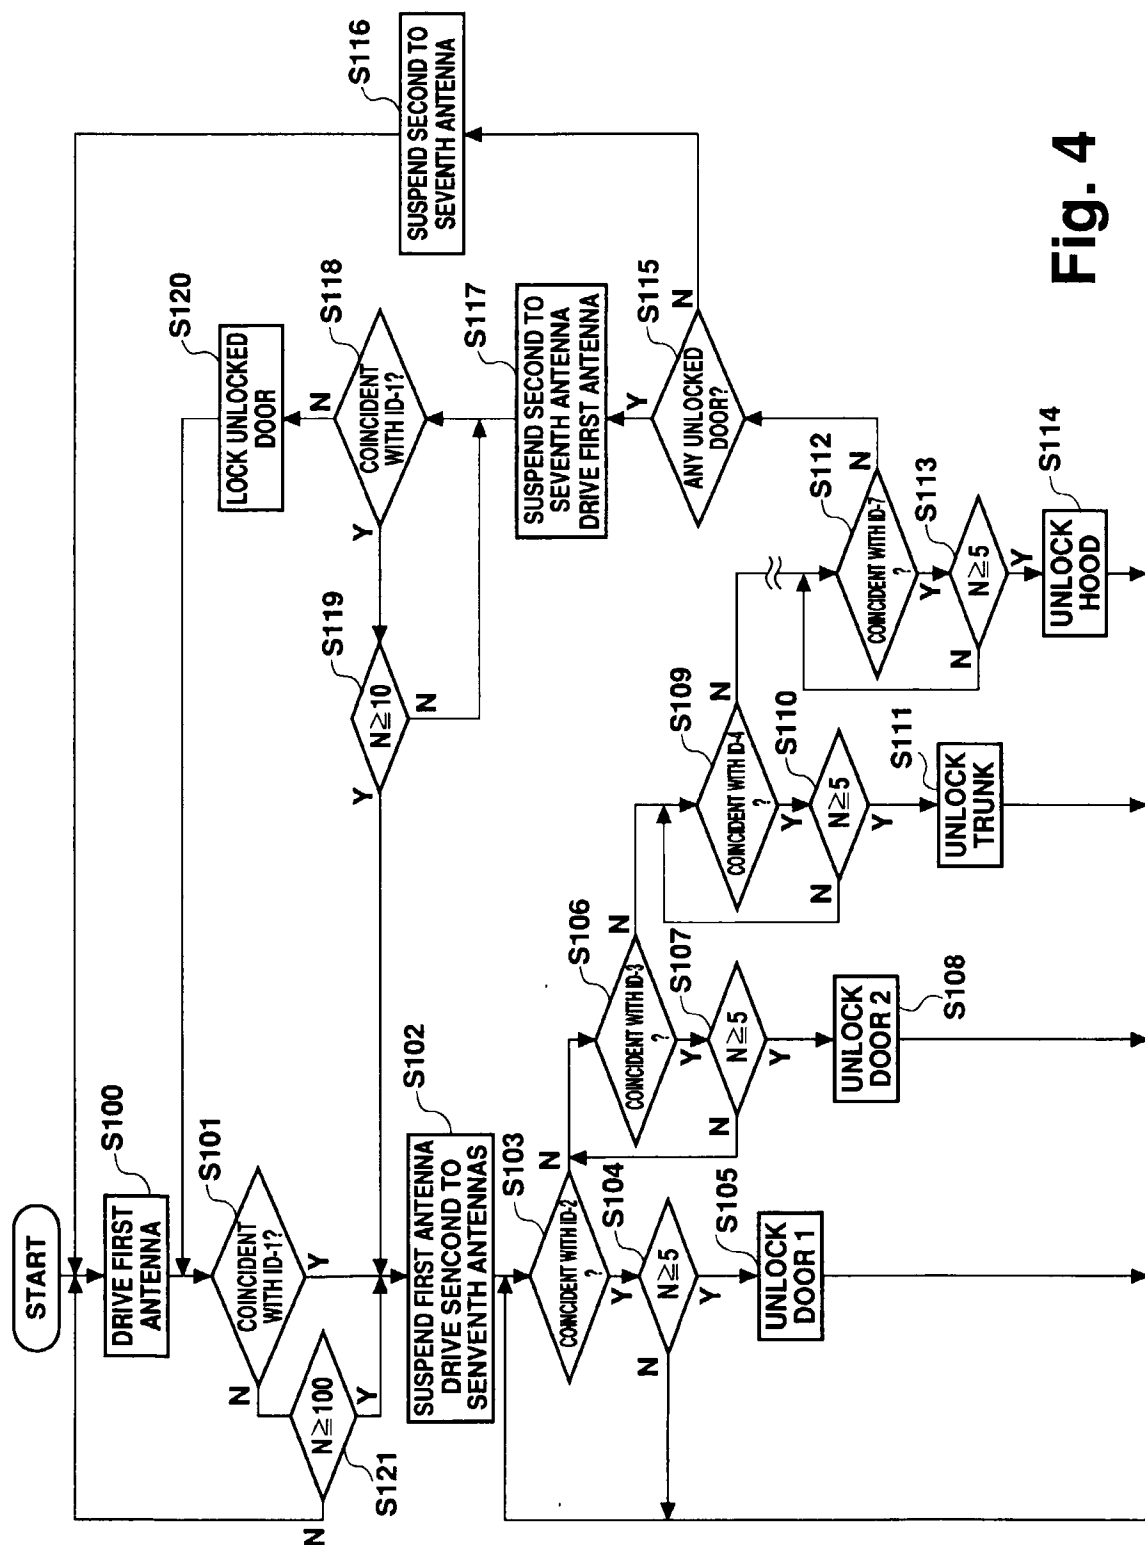 START
DRIVE FIRST
ANTENNA
S100
COINCIDENT
WITH ID-1?
S101
N
Y
N≧100
S121
N
Y
SUSPEND FIRST ANTENNA
DRIVE SENCOND TO
SENVENTH ANTENNAS
S102
COINCIDENT WITH ID-2
?
S103
N
Y
N≧5
S104
N
Y
UNLOCK
DOOR 1
S105
COINCIDENT WITH ID-3
?
S106
N
Y
N≧5
S107
N
Y
UNLOCK
DOOR 2
S108
COINCIDENT WITH ID-4
?
S109
N
Y
N≧5
S110
N
Y
UNLOCK
TRUNK
S111
COINCIDENT WITH ID-7
?
S112
N
Y
N≧5
S113
N
Y
UNLOCK
HOOD
S114
ANY UNLOCKED
DOOR?
S115
N
Y
SUSPEND SECOND TO
SEVENTH ANTENNA
S116
SUSPEND SECOND TO
SEVENTH ANTENNA
DRIVE FIRST ANTENNA
S117
COINCIDENT
WITH ID-1?
S118
N
Y
N≧10
S119
N
Y
LOCK UNLOCKED
DOOR
S120
Fig. 4